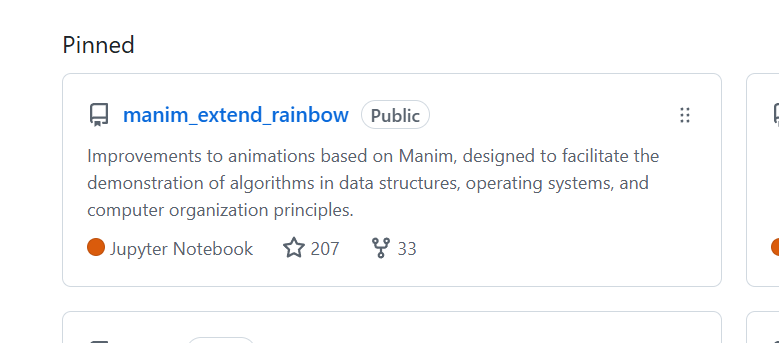 Pinned
manim_extend_rainbow Public
Improvements to animations based on Manim, designed to facilitate the
demonstration of algorithms in data structures, operating systems, and
computer organization principles.
Jupyter Notebook 207 33